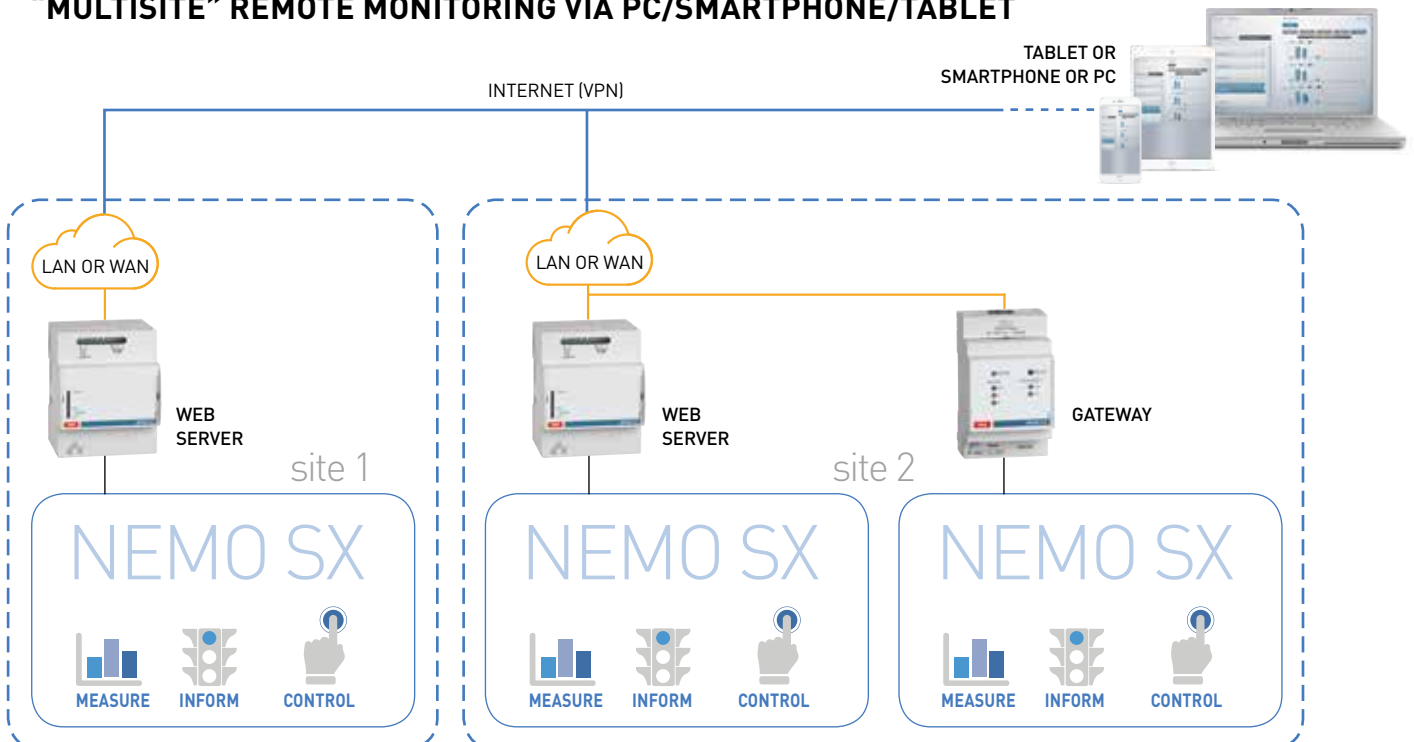 "MULTISITE" REMOTE MONITORING VIA PC/SMARTPHONE/TABLET
TABLET OR
SMARTPHONE OR PC
INTERNET (VPN)
LAN OR WAN
LAN OR WAN
WEB
SERVER
WEB
SERVER
GATEWAY
site 1
site 2
NEMO SX
NEMO SX
NEMO SX
MEASURE
INFORM
CONTROL
MEASURE
INFORM
CONTROL
MEASURE
INFORM
CONTROL